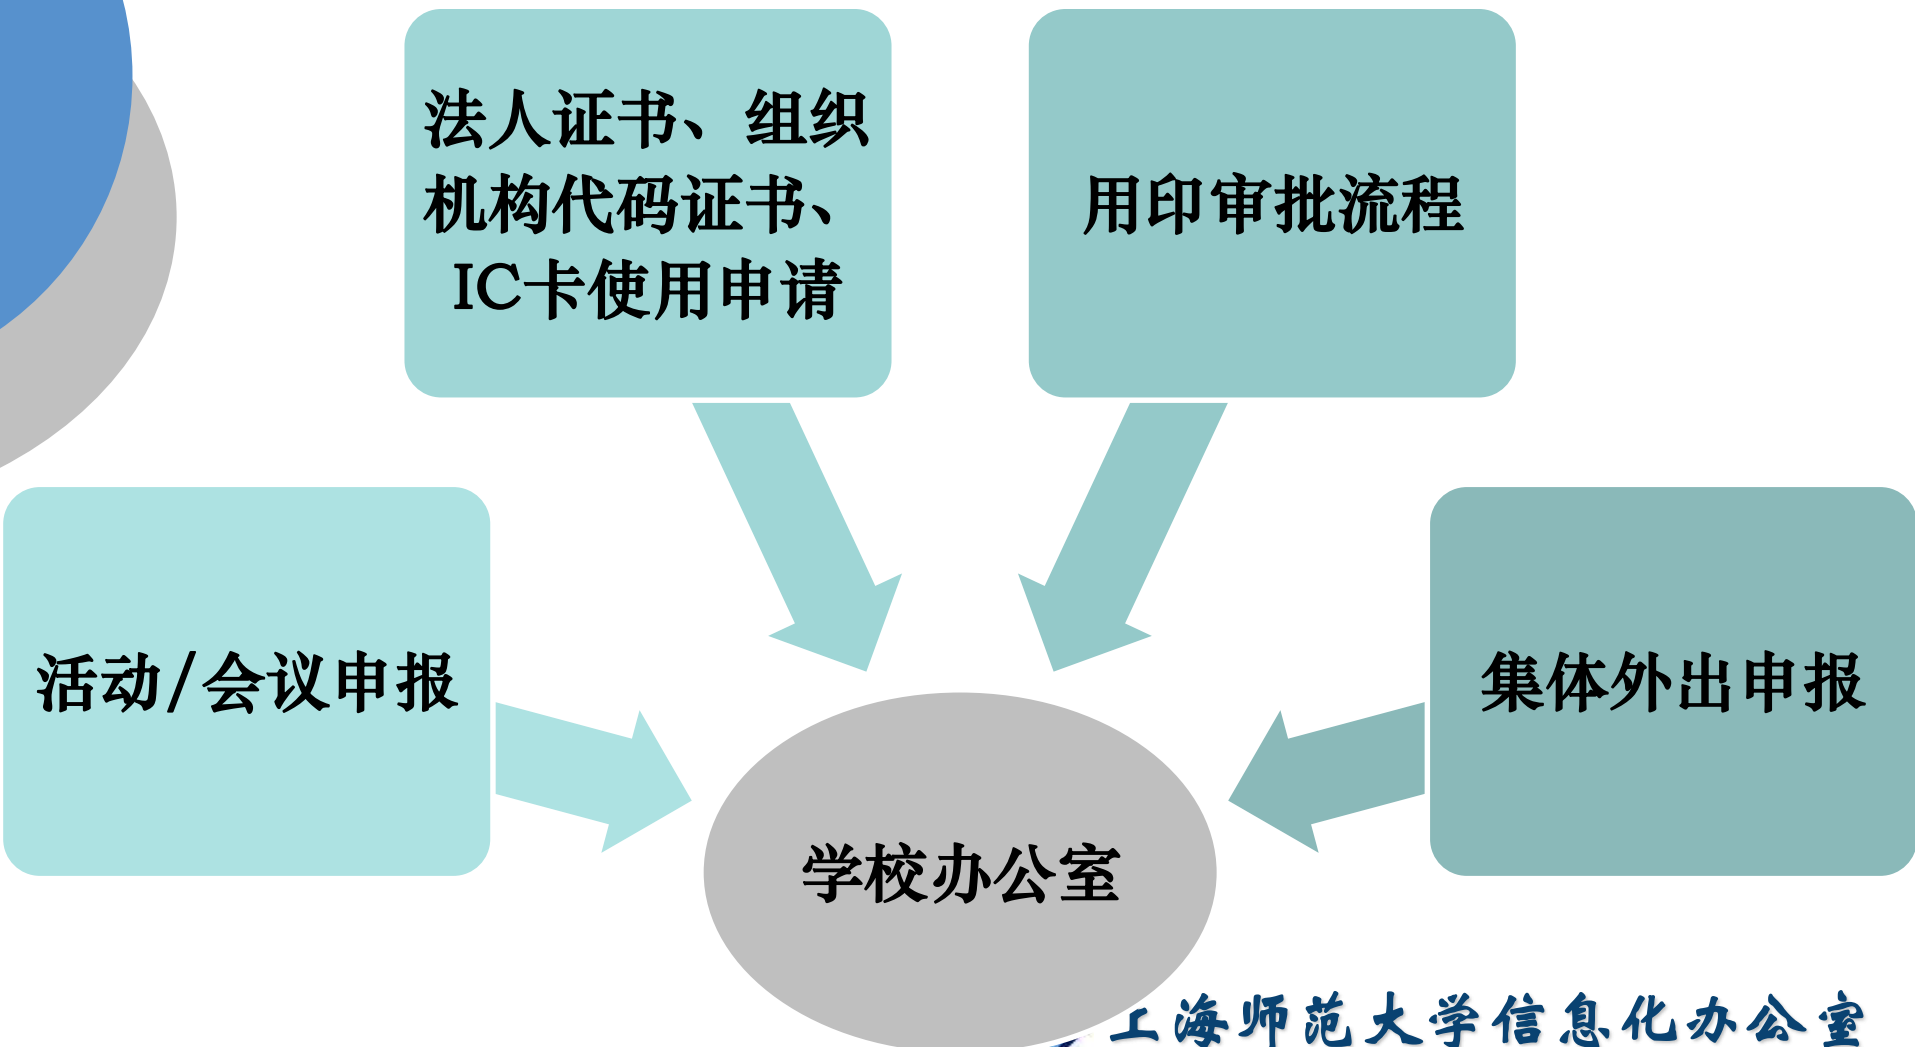 法人证书、组织
机构代码证书、
IC卡使用申请
用印审批流程
活动/会议申报
集体外出申报
学校办公室
上海师范大学信息化办公室